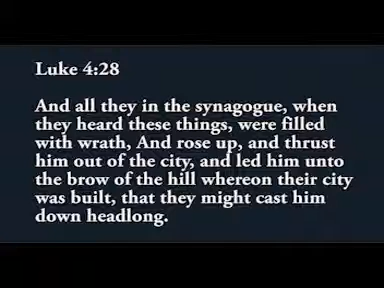 Luke 4:28
And all they in the synagogue, when
they heard these things, were filled
with wrath, And rose up, and thrust
him out of the city, and led him unto
the brow of the hill whereon their city
was built, that they might cast him
down headlong.